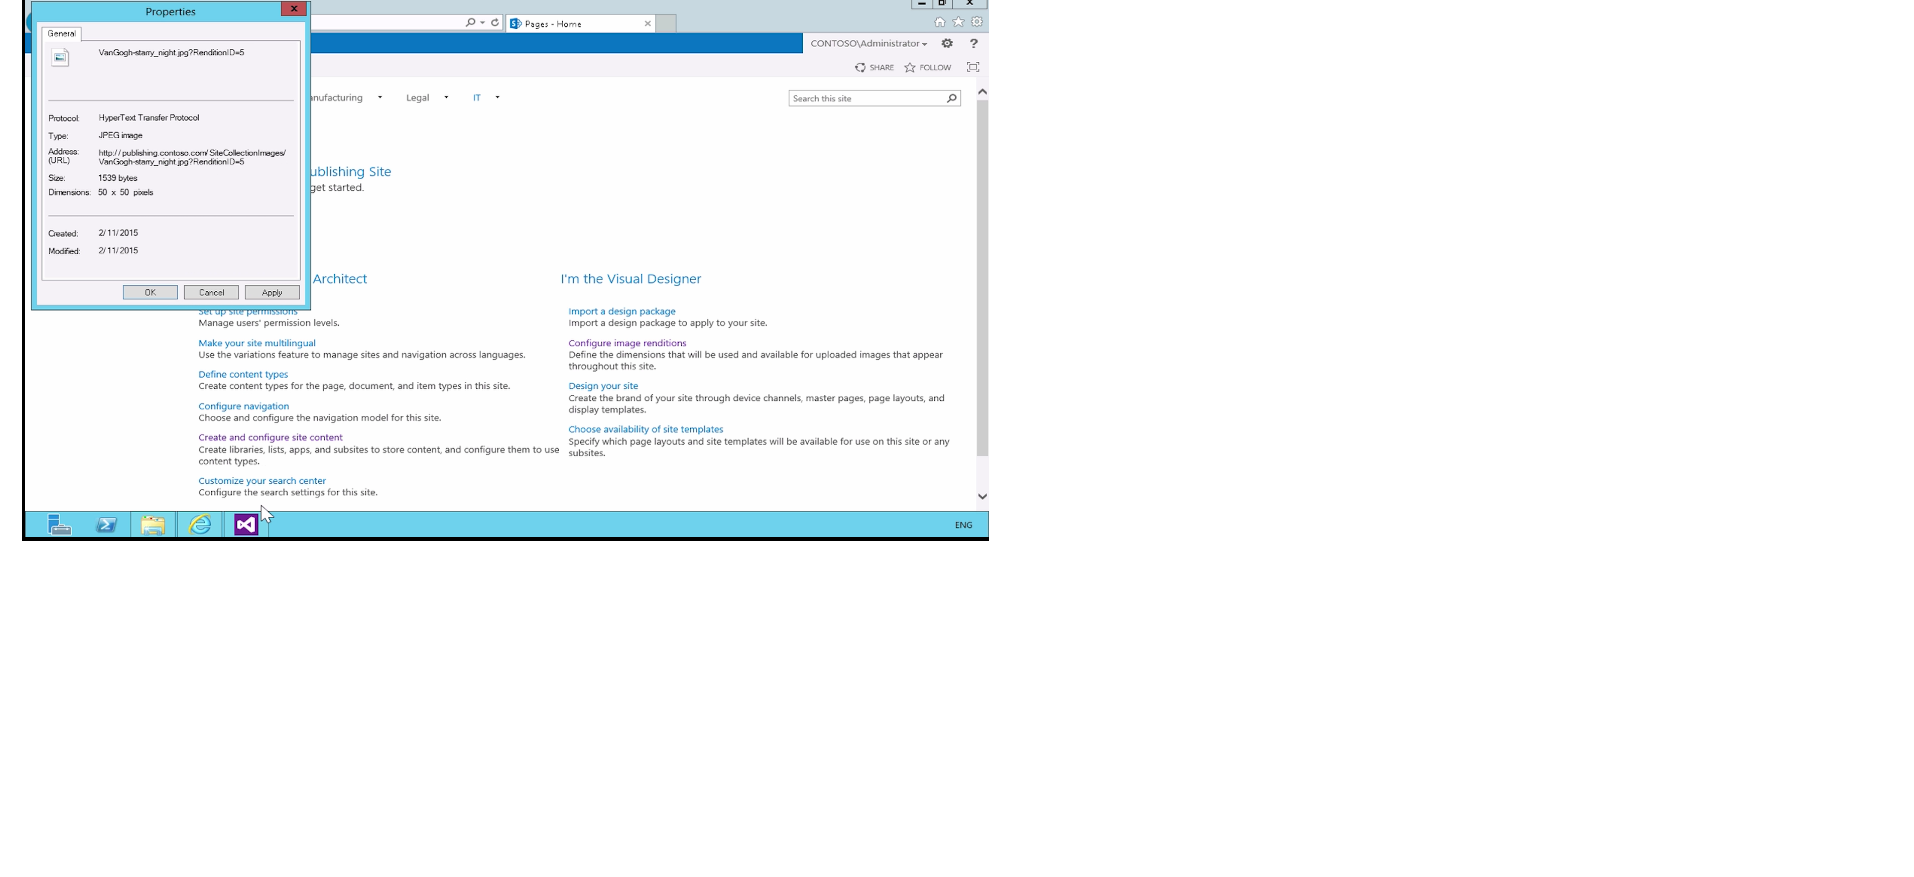 Properties
General
VanGogh-starry_night.jpg?RenditionID=5
Protocol: HyperText Transfer Protocol
Type: JPEG image
Address: (URL) http://publishing.contoso.com/SiteCollectionImages/
VanGogh-starry_night.jpg?RenditionID=5
Size: 1539 bytes
Dimensions: 50 x 50 pixels
Created: 2/11/2015
Modified: 2/11/2015
OK Cancel Apply
Pages - Home
CONTOSO\Administrator
?
SHARE FOLLOW
anufacturing Legal IT
Search this site
ublishing Site
get started.
Architect
Set up site permissions
Manage users' permission levels.
Make your site multilingual
Use the variations feature to manage sites and navigation across languages.
Define content types
Create content types for the page, document, and item types in this site.
Configure navigation
Choose and configure the navigation model for this site.
Create and configure site content
Create libraries, lists, apps, and subsites to store content, and configure them to use
content types.
Customize your search center
Configure the search settings for this site.
I'm the Visual Designer
Import a design package
Import a design package to apply to your site.
Configure image renditions
Define the dimensions that will be used and available for uploaded images that appear
throughout this site.
Design your site
Create the brand of your site through device channels, master pages, page layouts, and
display templates.
Choose availability of site templates
Specify which page layouts and site templates will be available for use on this site or any
subsites.
ENG